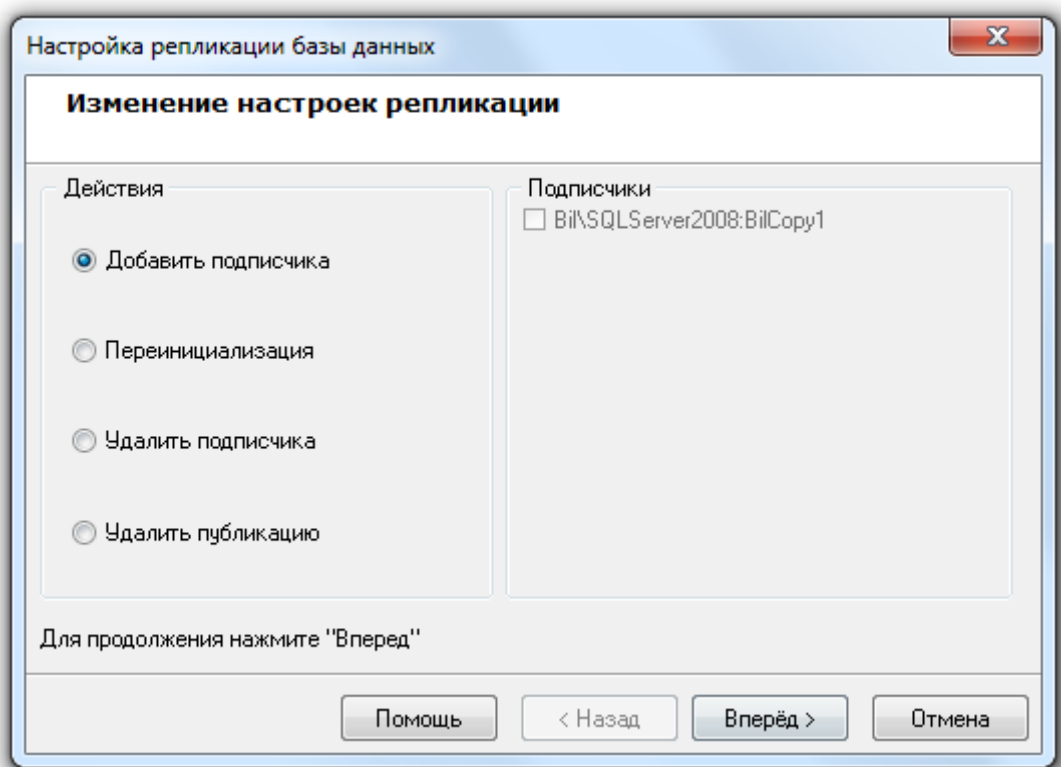 Настройка репликации базы данных
Изменение настроек репликации
Действия
Добавить подписчика
Переинициализация
Удалить подписчика
Удалить публикацию
Подписчики
Bil\SQLServer2008:BilCopy1
Для продолжения нажмите "Вперед"
Помощь
< Назад
Вперёд >
Отмена